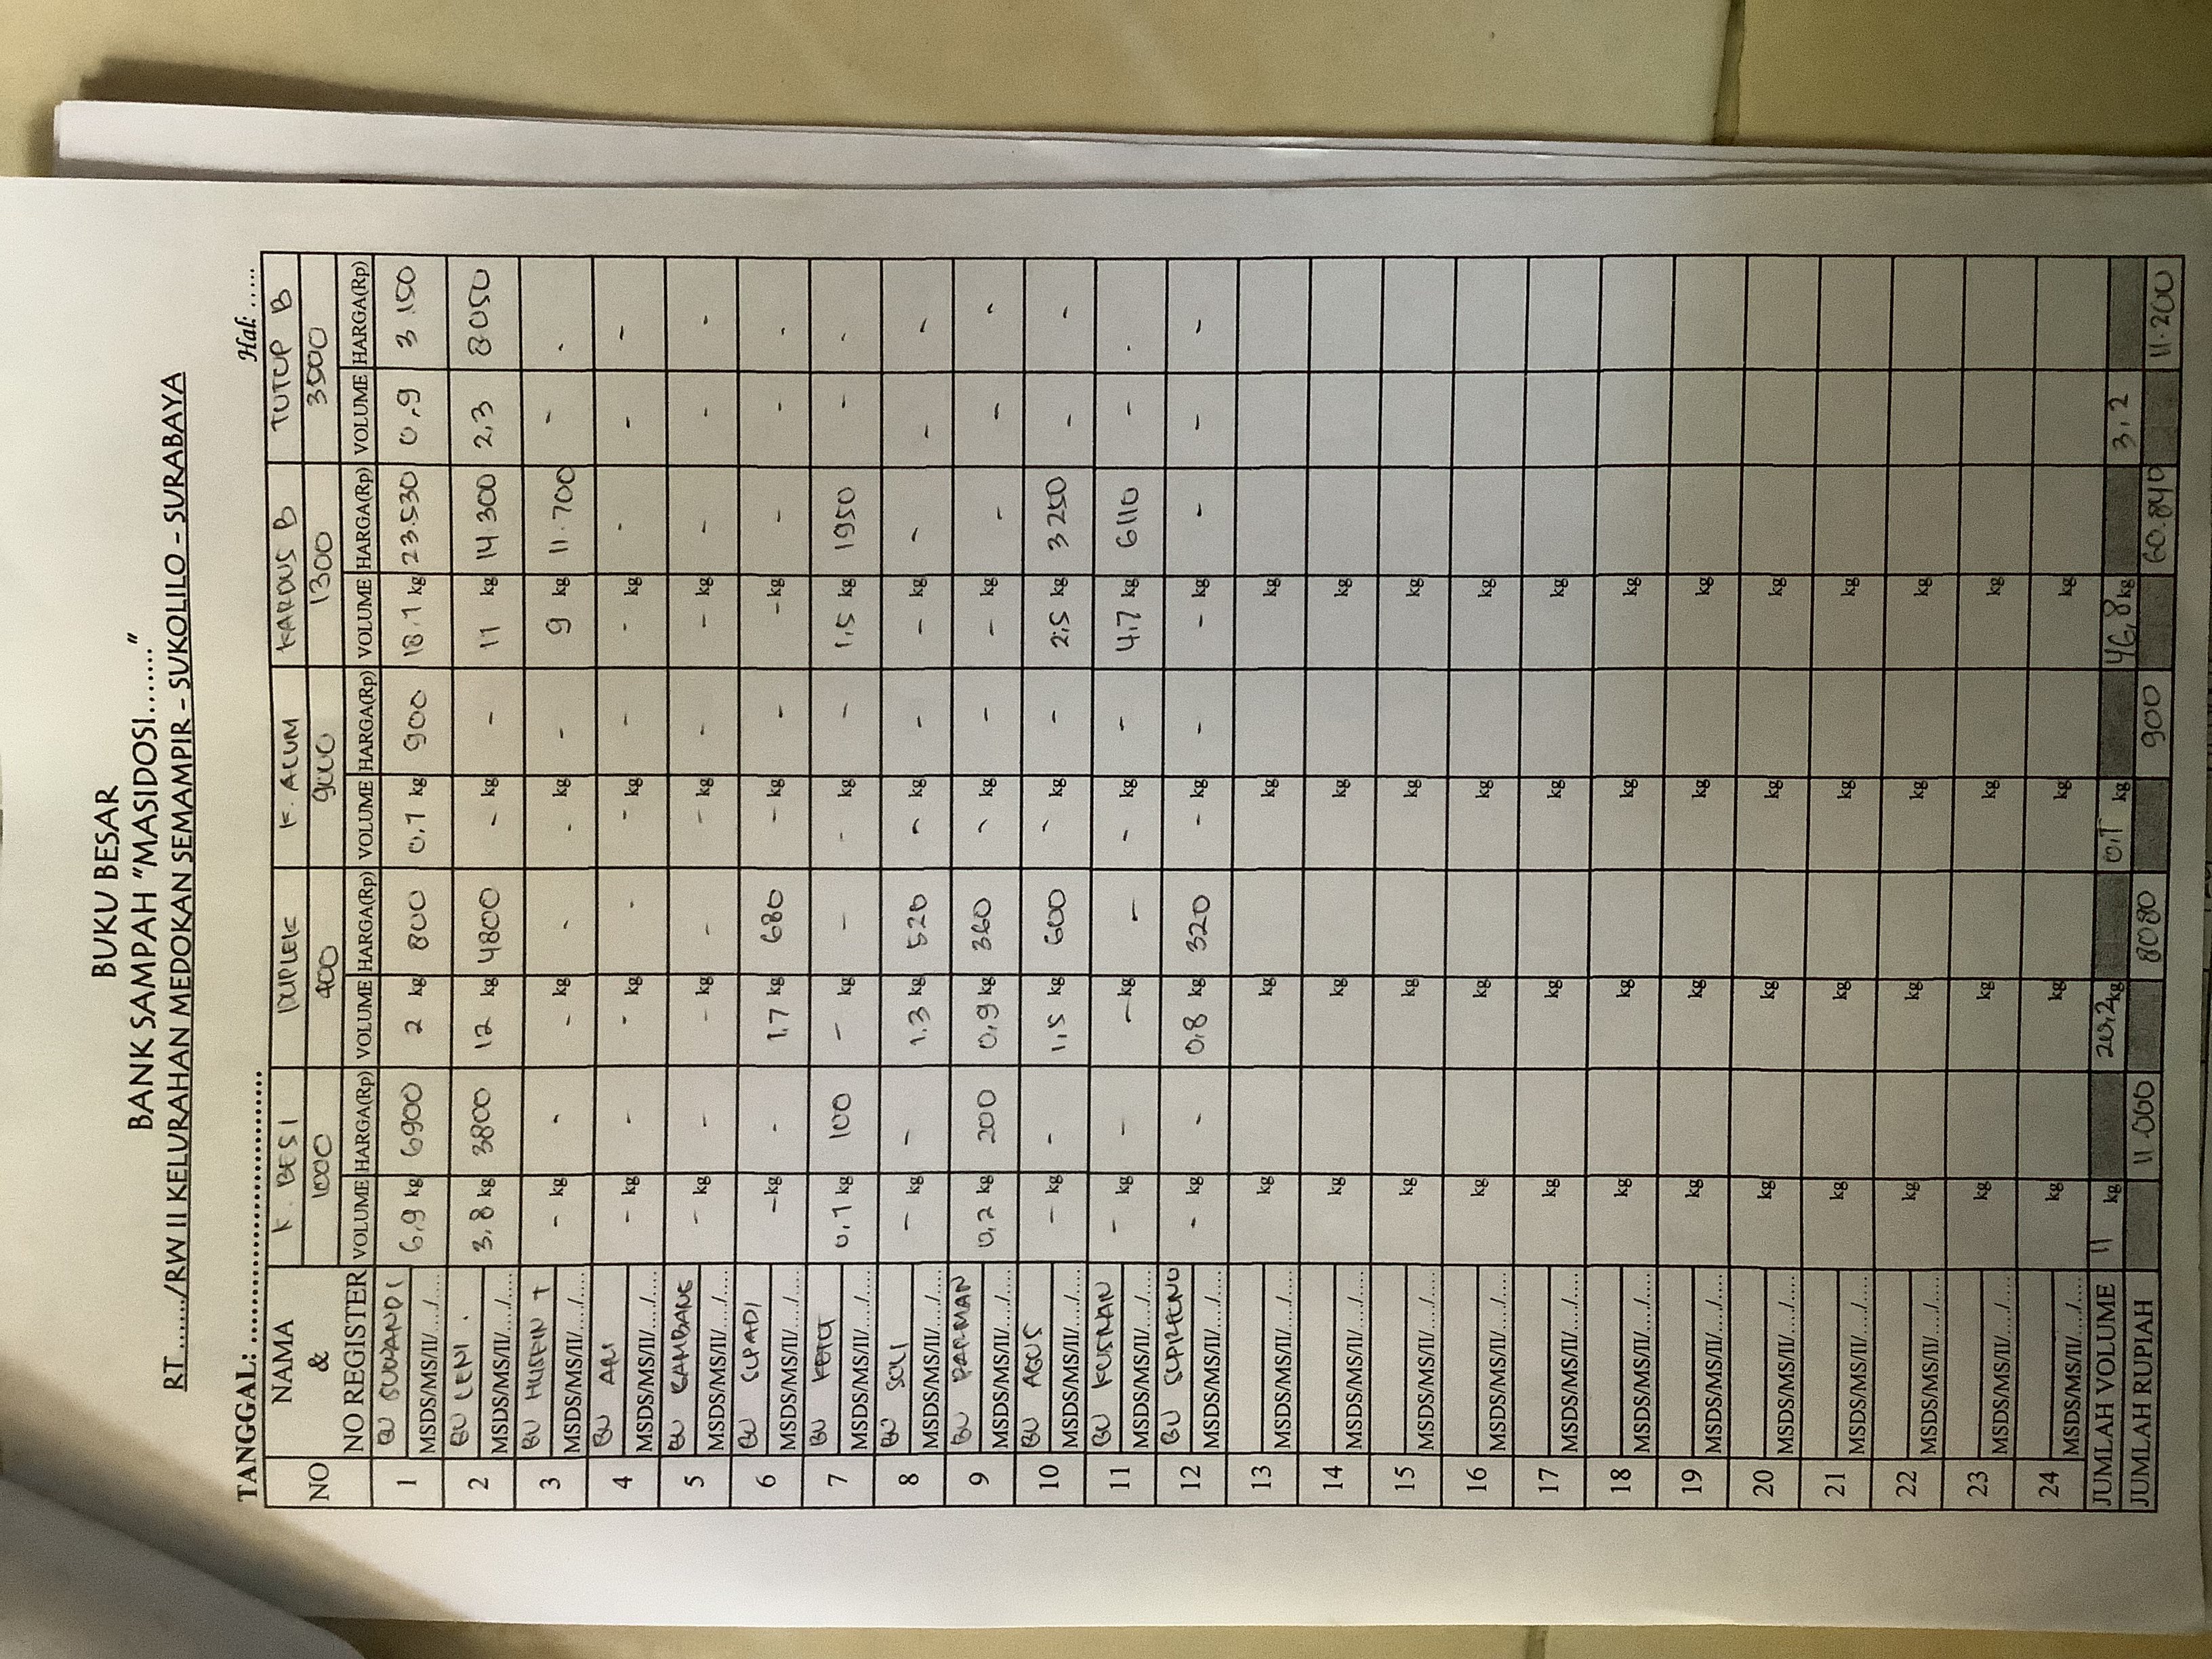 BUKU BESAR
BANK SAMPAH "MASIDOSI......."
RT ....../RW II KELURAHAN MEDOKAN SEMAMPIR - SUKOLILO - SURABAYA
TANGGAL: .............................. Hal: .....
NO NAMA & NO REGISTER K. BESI DUPLEK K. ALUM KARDUS B TUTUP B
1000 400 9000 1300 3500
VOLUME HARGA(Rp) VOLUME HARGA(Rp) VOLUME HARGA(Rp) VOLUME HARGA(Rp) VOLUME HARGA(Rp)
1 BU SUWANDI 6,9 kg 6900 2 kg 800 0,1 kg 900 18.1 kg 23.530 0,9 3.150
MSDS/MS/II/..../....
2 BU LENI . 3,8 kg 3800 12 kg 4800 - kg - 11 kg 14.300 2,3 8050
MSDS/MS/II/..../....
3 BU HUSEIN T - kg - - kg - - kg - 9 kg 11.700 - -
MSDS/MS/II/..../....
4 BU ARI - kg - - kg - - kg - - kg - - -
MSDS/MS/II/..../....
5 BU BAMBANG - kg - - kg - - kg - - kg - - -
MSDS/MS/II/..../....
6 BU SUPADI - kg - 1,7 kg 680 - kg - - kg - - -
MSDS/MS/II/..../....
7 BU KETUT 0,1 kg 100 - kg - - kg - 1,5 kg 1950 - -
MSDS/MS/II/..../....
8 BU SOLI - kg - 1.3 kg 520 - kg - - kg - - -
MSDS/MS/II/..../....
9 BU PARMAN 0,2 kg 200 0,9 kg 360 - kg - - kg - - -
MSDS/MS/II/..../....
10 BU AGUS - kg - 1,5 kg 600 - kg - 2,5 kg 3250 - -
MSDS/MS/II/..../....
11 BU KUSNAN - kg - - kg - - kg - 4,7 kg 6110 - -
MSDS/MS/II/..../....
12 BU - kg - 0,8 kg 320 - kg - - kg - - -
MSDS/MS/II/..../....
13 kg kg kg kg
MSDS/MS/II/..../....
14 kg kg kg kg
MSDS/MS/II/..../....
15 kg kg kg kg
MSDS/MS/II/..../....
16 kg kg kg kg
MSDS/MS/II/..../....
17 kg kg kg kg
MSDS/MS/II/..../....
18 kg kg kg kg
MSDS/MS/II/..../....
19 kg kg kg kg
MSDS/MS/II/..../....
20 kg kg kg kg
MSDS/MS/II/..../....
21 kg kg kg kg
MSDS/MS/II/..../....
22 kg kg kg kg
MSDS/MS/II/..../....
23 kg kg kg kg
MSDS/MS/II/..../....
24 kg kg kg kg
MSDS/MS/II/..../....
JUMLAH VOLUME 11 kg 20,2 kg 0,1 kg 46,8 kg 3,2
JUMLAH RUPIAH 11.000 8080 900 60.840 11.200